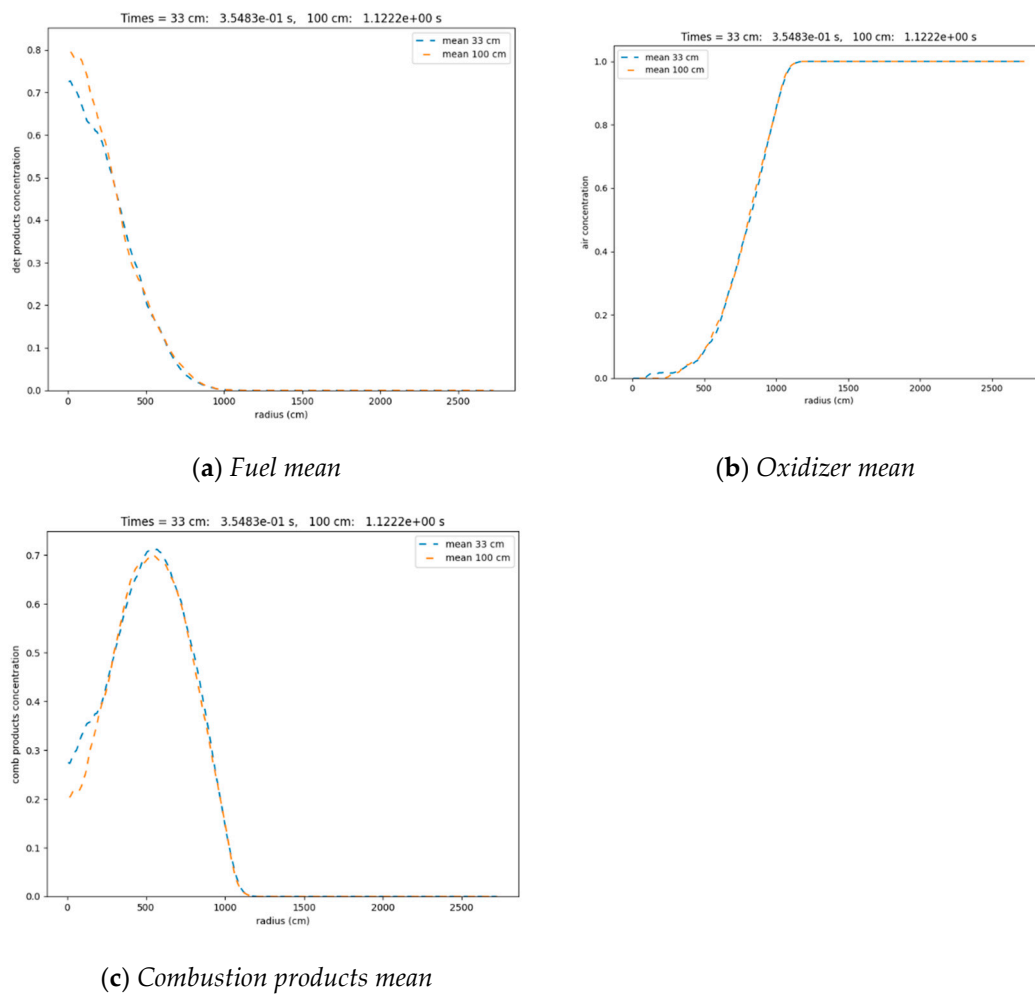 Times = 33 cm: 3.5483e-01 s, 100 cm: 1.1222e+00 s
mean 33 cm
mean 100 cm
0.8
0.7
0.6
0.5
0.4
0.3
0.2
0.1
0.0
det products concentration
0 500 1000 1500 2000 2500
radius (cm)
(a) Fuel mean
Times = 33 cm: 3.5483e-01 s, 100 cm: 1.1222e+00 s
mean 33 cm
mean 100 cm
1.0
0.8
0.6
0.4
0.2
0.0
air concentration
0 500 1000 1500 2000 2500
radius (cm)
(b) Oxidizer mean
Times = 33 cm: 3.5483e-01 s, 100 cm: 1.1222e+00 s
mean 33 cm
mean 100 cm
0.7
0.6
0.5
0.4
0.3
0.2
0.1
0.0
comb products concentration
0 500 1000 1500 2000 2500
radius (cm)
(c) Combustion products mean